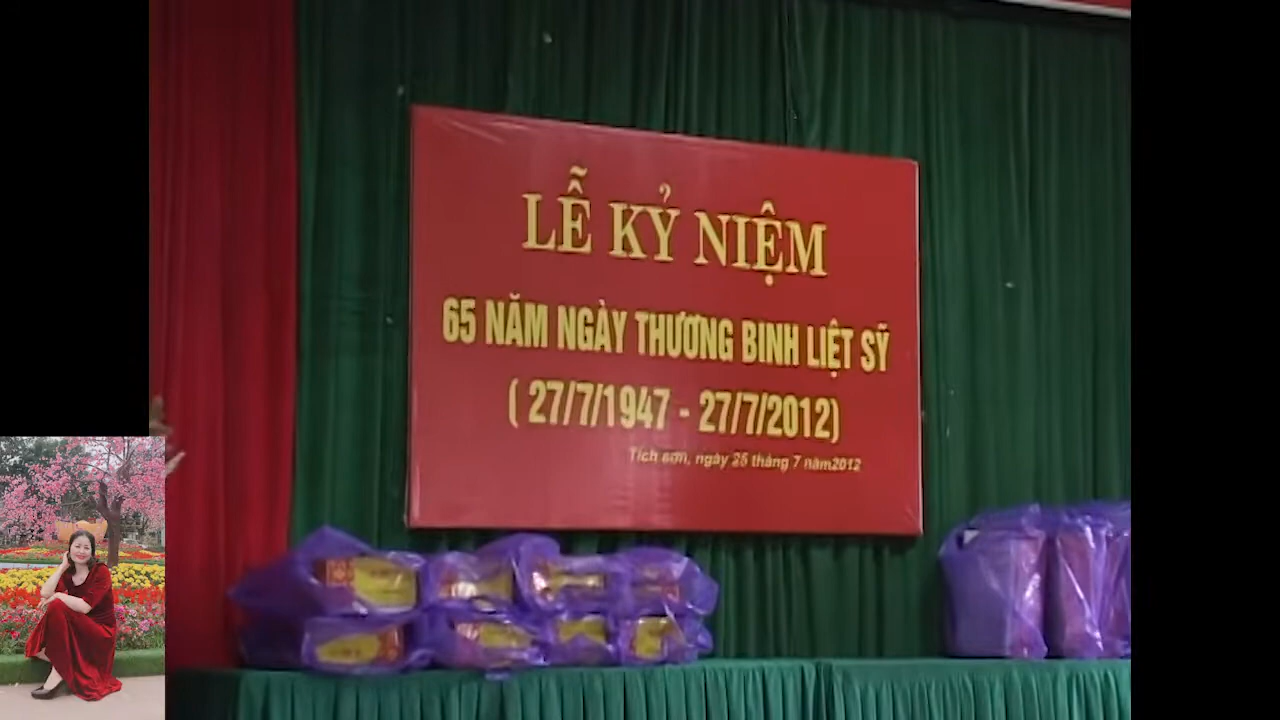 LỄ KỶ NIỆM
65 NĂM NGÀY THƯƠNG BINH LIỆT SỸ
( 27/7/1947 - 27/7/2012)
Tích sơn, ngày 25 tháng 7 năm2012